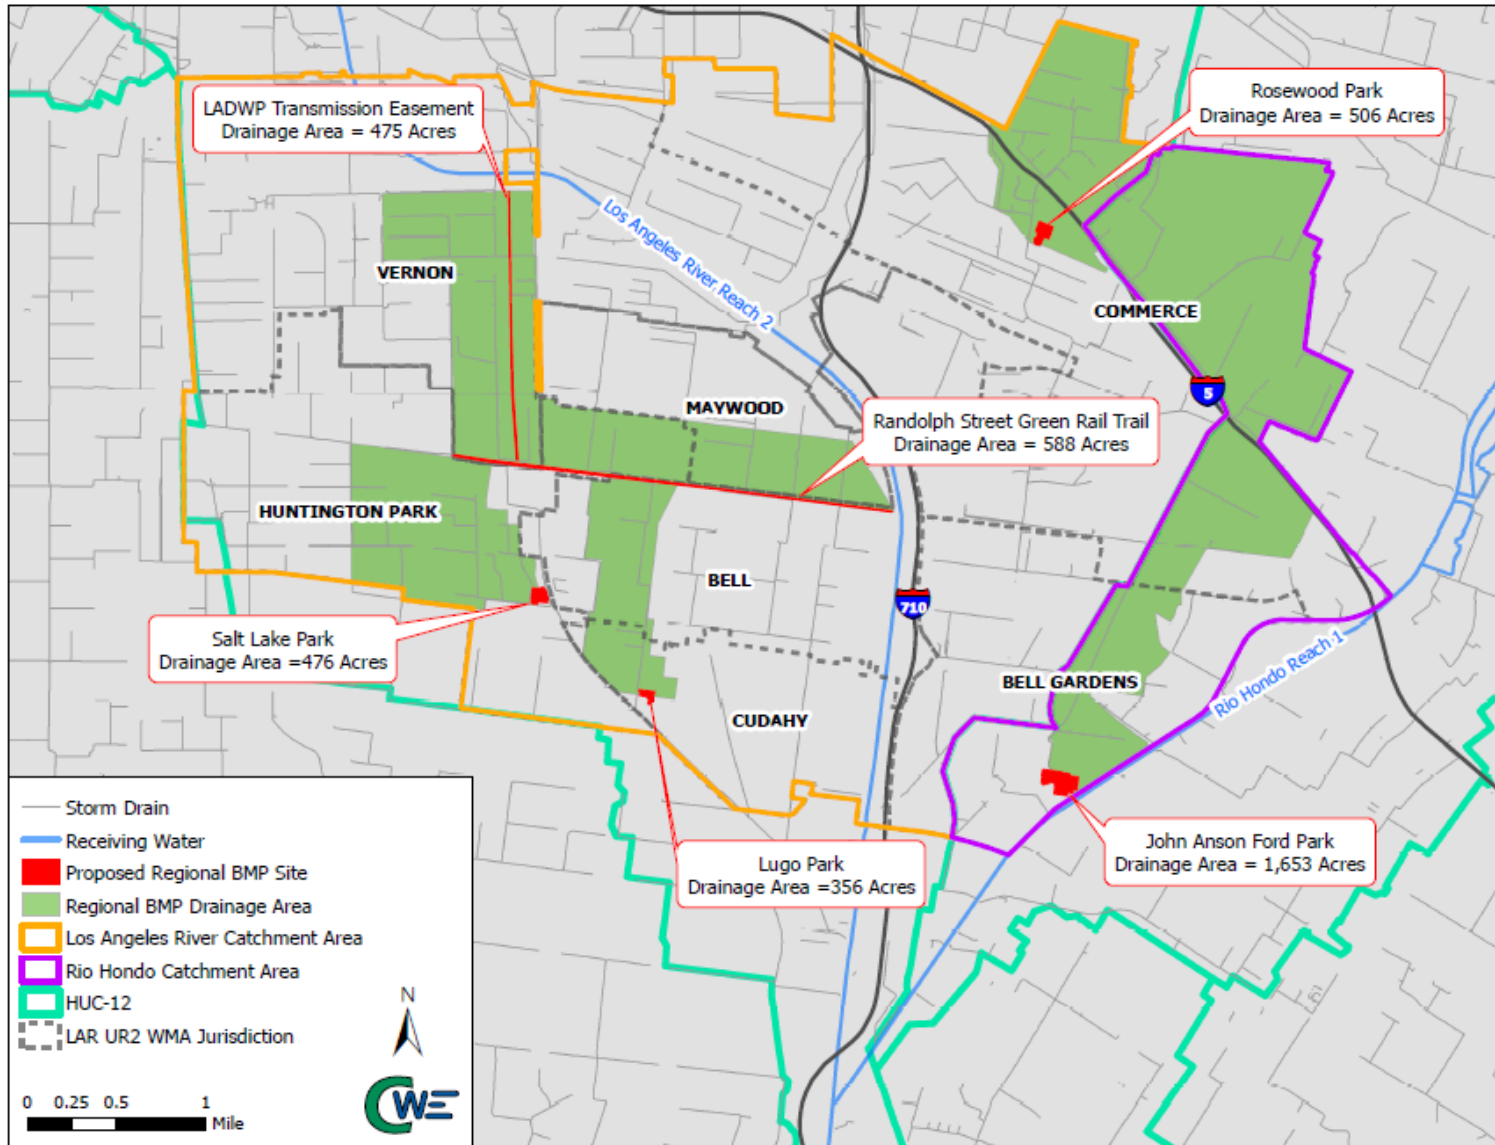 LADWP Transmission Easement
Drainage Area = 475 Acres
Rosewood Park
Drainage Area = 506 Acres
Los Angeles River Reach 2
VERNON
COMMERCE
5
MAYWOOD
Randolph Street Green Rail Trail
Drainage Area = 588 Acres
HUNTINGTON PARK
BELL
710
Salt Lake Park
Drainage Area =476 Acres
BELL GARDENS
Rio Hondo Reach 1
CUDAHY
John Anson Ford Park
Drainage Area = 1,653 Acres
Lugo Park
Drainage Area =356 Acres
Storm Drain
Receiving Water
Proposed Regional BMP Site
Regional BMP Drainage Area
Los Angeles River Catchment Area
Rio Hondo Catchment Area
HUC-12
LAR UR2 WMA Jurisdiction
N
0 0.25 0.5 1
Mile
CWE